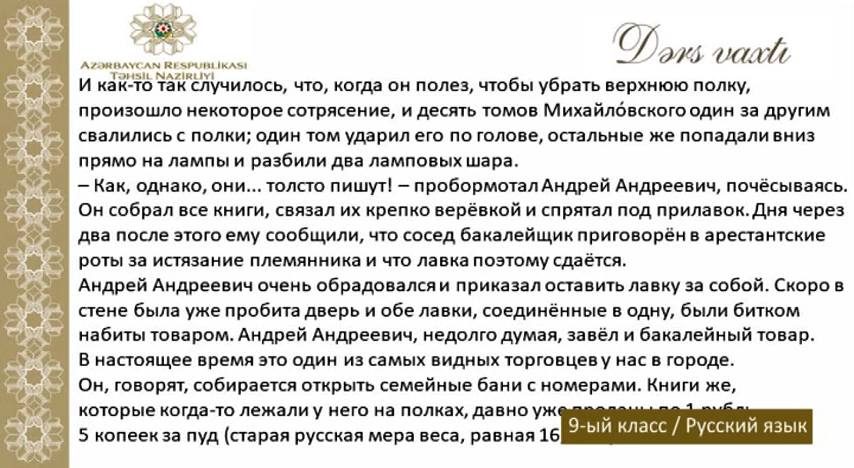 AZƏRBAYCAN RESPUBLİKASI
TƏHSİL NAZİRLİYİ
Dərs vaxtı
И как-то так случилось, что, когда он полез, чтобы убрать верхнюю полку,
произошло некоторое сотрясение, и десять томов Михайло́вского один за другим
свалились с полки; один том ударил его по голове, остальные же попадали вниз
прямо на лампы и разбили два ламповых шара.
– Как, однако, они... толсто пишут! – пробормотал Андрей Андреевич, почёсываясь.
Он собрал все книги, связал их крепко верёвкой и спрятал под прилавок. Дня через
два после этого ему сообщили, что сосед бакалейщик приговорён в арестантские
роты за истязание племянника и что лавка поэтому сдаётся.
Андрей Андреевич очень обрадовался и приказал оставить лавку за собой. Скоро в
стене была уже пробита дверь и обе лавки, соединённые в одну, были битком
набиты товаром. Андрей Андреевич, недолго думая, завёл и бакалейный товар.
В настоящее время это один из самых видных торговцев у нас в городе.
Он, говорят, собирается открыть семейные бани с номерами. Книги же,
которые когда-то лежали у него на полках, давно уже
5 копеек за пуд (старая русская мера веса, равная 16
9-ый класс / Русский язык